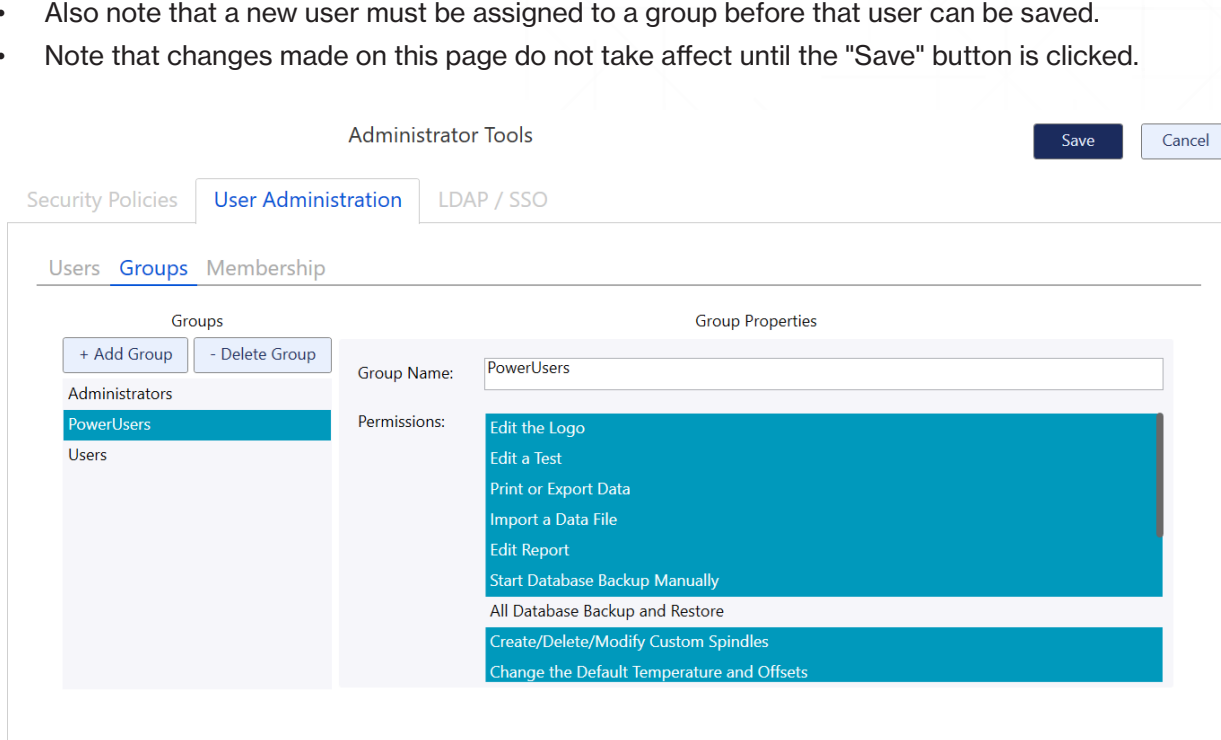 • Also note that a new user must be assigned to a group before that user can be saved.
• Note that changes made on this page do not take affect until the "Save" button is clicked.
Administrator Tools
Save
Cancel
Security Policies
User Administration
LDAP / SSO
Users
Groups
Membership
Groups
Group Properties
+ Add Group
- Delete Group
Group Name:
PowerUsers
Administrators
PowerUsers
Users
Permissions:
Edit the Logo
Edit a Test
Print or Export Data
Import a Data File
Edit Report
Start Database Backup Manually
All Database Backup and Restore
Create/Delete/Modify Custom Spindles
Change the Default Temperature and Offsets